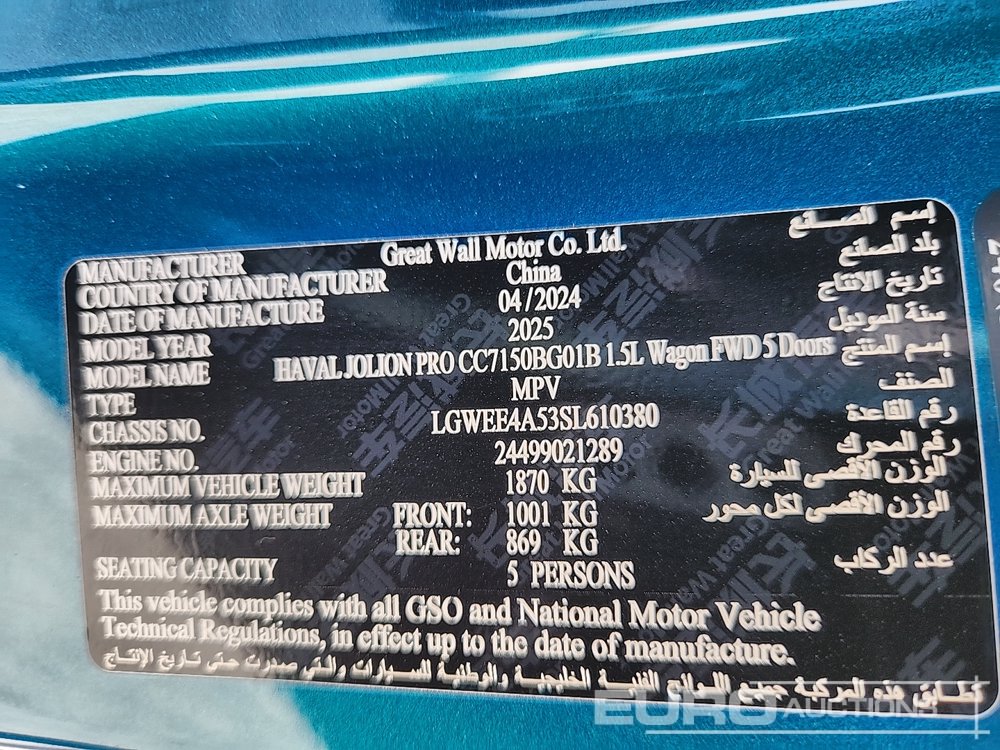 MANUFACTURER Great Wall Motor Co. Ltd. إسم الصانع
COUNTRY OF MANUFACTURER China بلد الصانع
DATE OF MANUFACTURE 04/2024 تاريخ الانتاج
MODEL YEAR 2025 سنة الموديل
MODEL NAME HAVAL JOLION PRO CC7150BG01B 1.5L Wagon FWD 5 Doors إسم المنتج
TYPE MPV الصنف
CHASSIS NO. LGWEE4A53SL610380 رقم القاعدة
ENGINE NO. 24499021289 رقم المحرك
MAXIMUM VEHICLE WEIGHT 1870 KG الوزن الأقصى للسيارة
MAXIMUM AXLE WEIGHT FRONT: 1001 KG الوزن الأقصى لكل محور
REAR: 869 KG
SEATING CAPACITY 5 PERSONS عدد الركاب
This vehicle complies with all GSO and National Motor Vehicle
Technical Regulations, in effect up to the date of manufacture.
تطابق هذه المركبة جميع اللوائح الفنية الخليجية والوطنية للسيارات والتي صدرت حتى تاريخ الإنتاج
EURO AUCTIONS